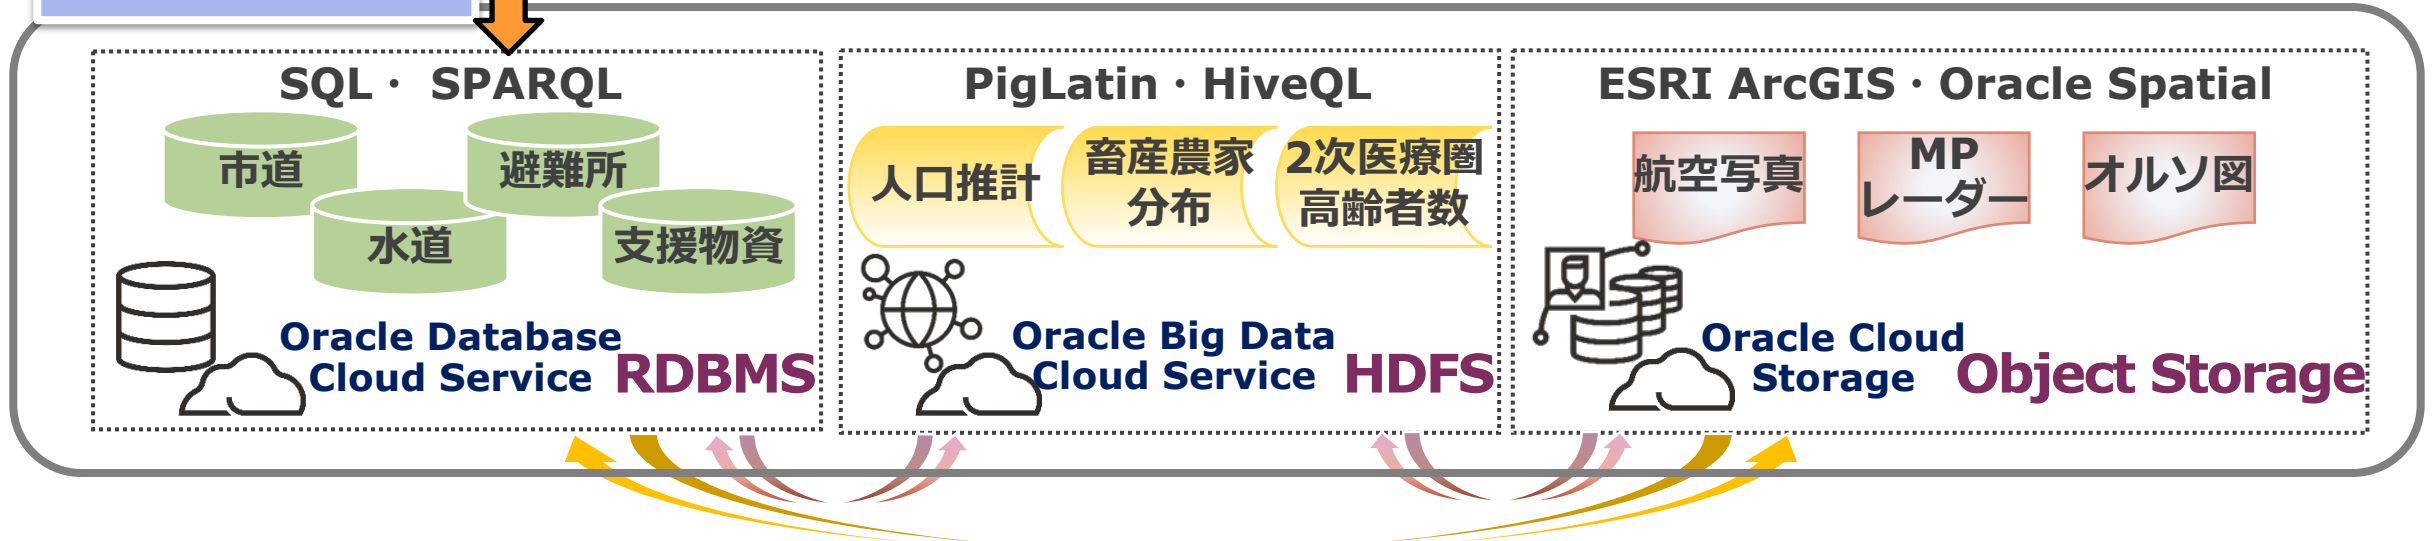 SQL・ SPARQL
市道
避難所
水道
支援物資
Oracle Database
Cloud Service
RDBMS
PigLatin・HiveQL
人口推計
畜産農家
分布
2次医療圏
高齢者数
Oracle Big Data
Cloud Service
HDFS
ESRI ArcGIS・Oracle Spatial
航空写真
MP
レーダー
オルソ図
Oracle Cloud
Storage
Object Storage